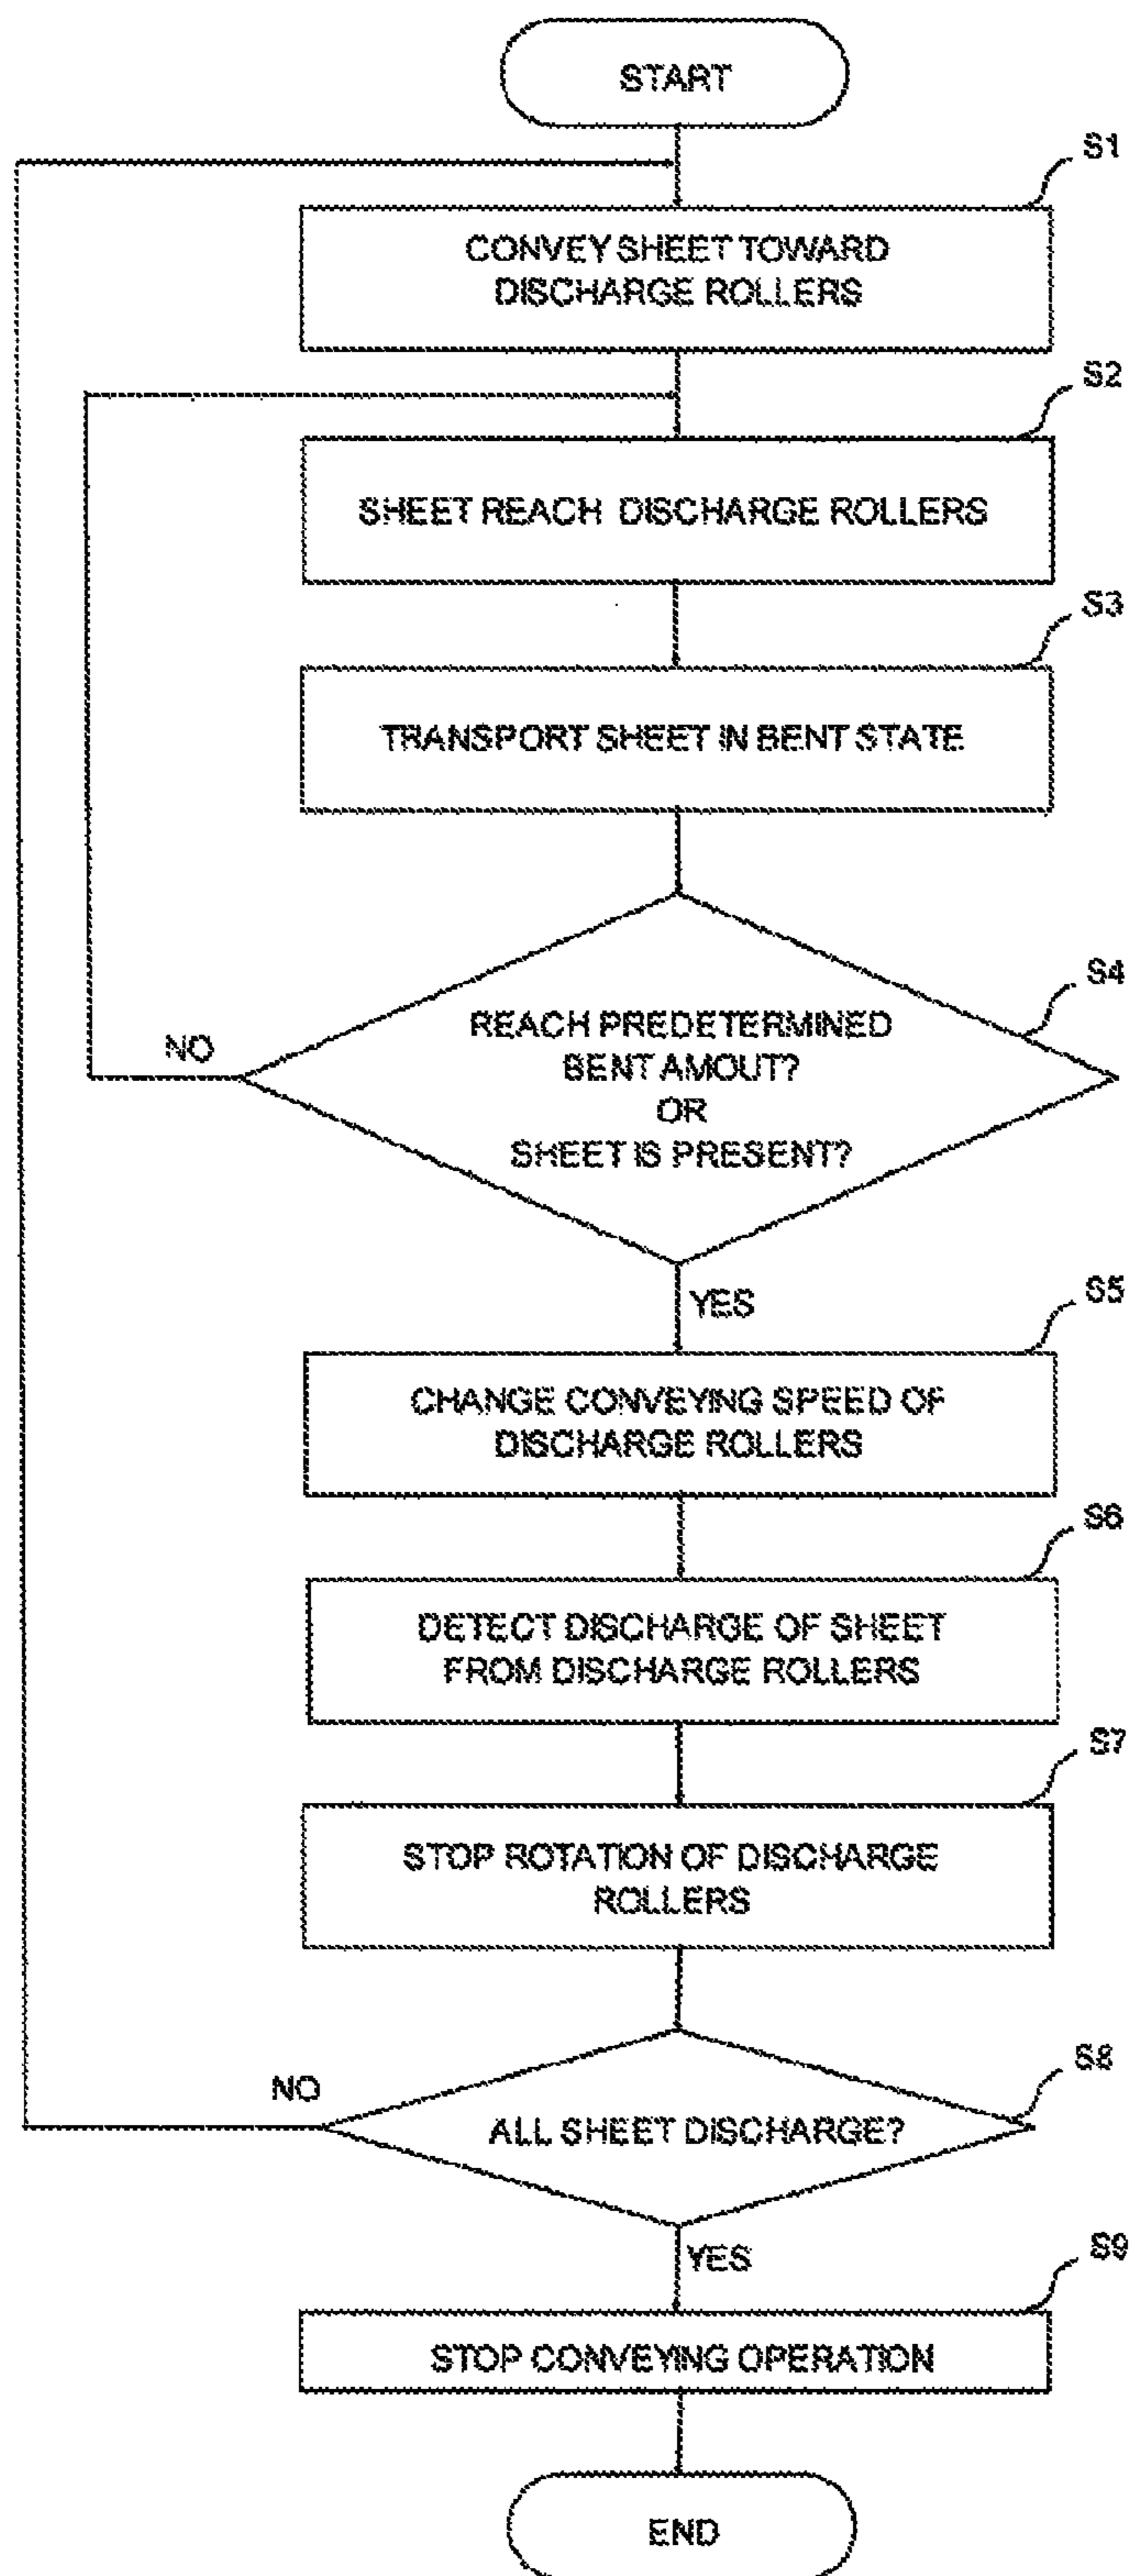 START
S1
CONVEY SHEET TOWARD
DISCHARGE ROLLERS
S2
SHEET REACH DISCHARGE ROLLERS
S3
TRANSPORT SHEET IN BENT STATE
S4
REACH PREDETERMINED
BENT AMOUT?
OR
SHEET IS PRESENT?
NO
YES
S5
CHANGE CONVEYING SPEED OF
DISCHARGE ROLLERS
S6
DETECT DISCHARGE OF SHEET
FROM DISCHARGE ROLLERS
S7
STOP ROTATION OF DISCHARGE
ROLLERS
S8
NO
ALL SHEET DISCHARGE?
YES
S9
STOP CONVEYING OPERATION
END